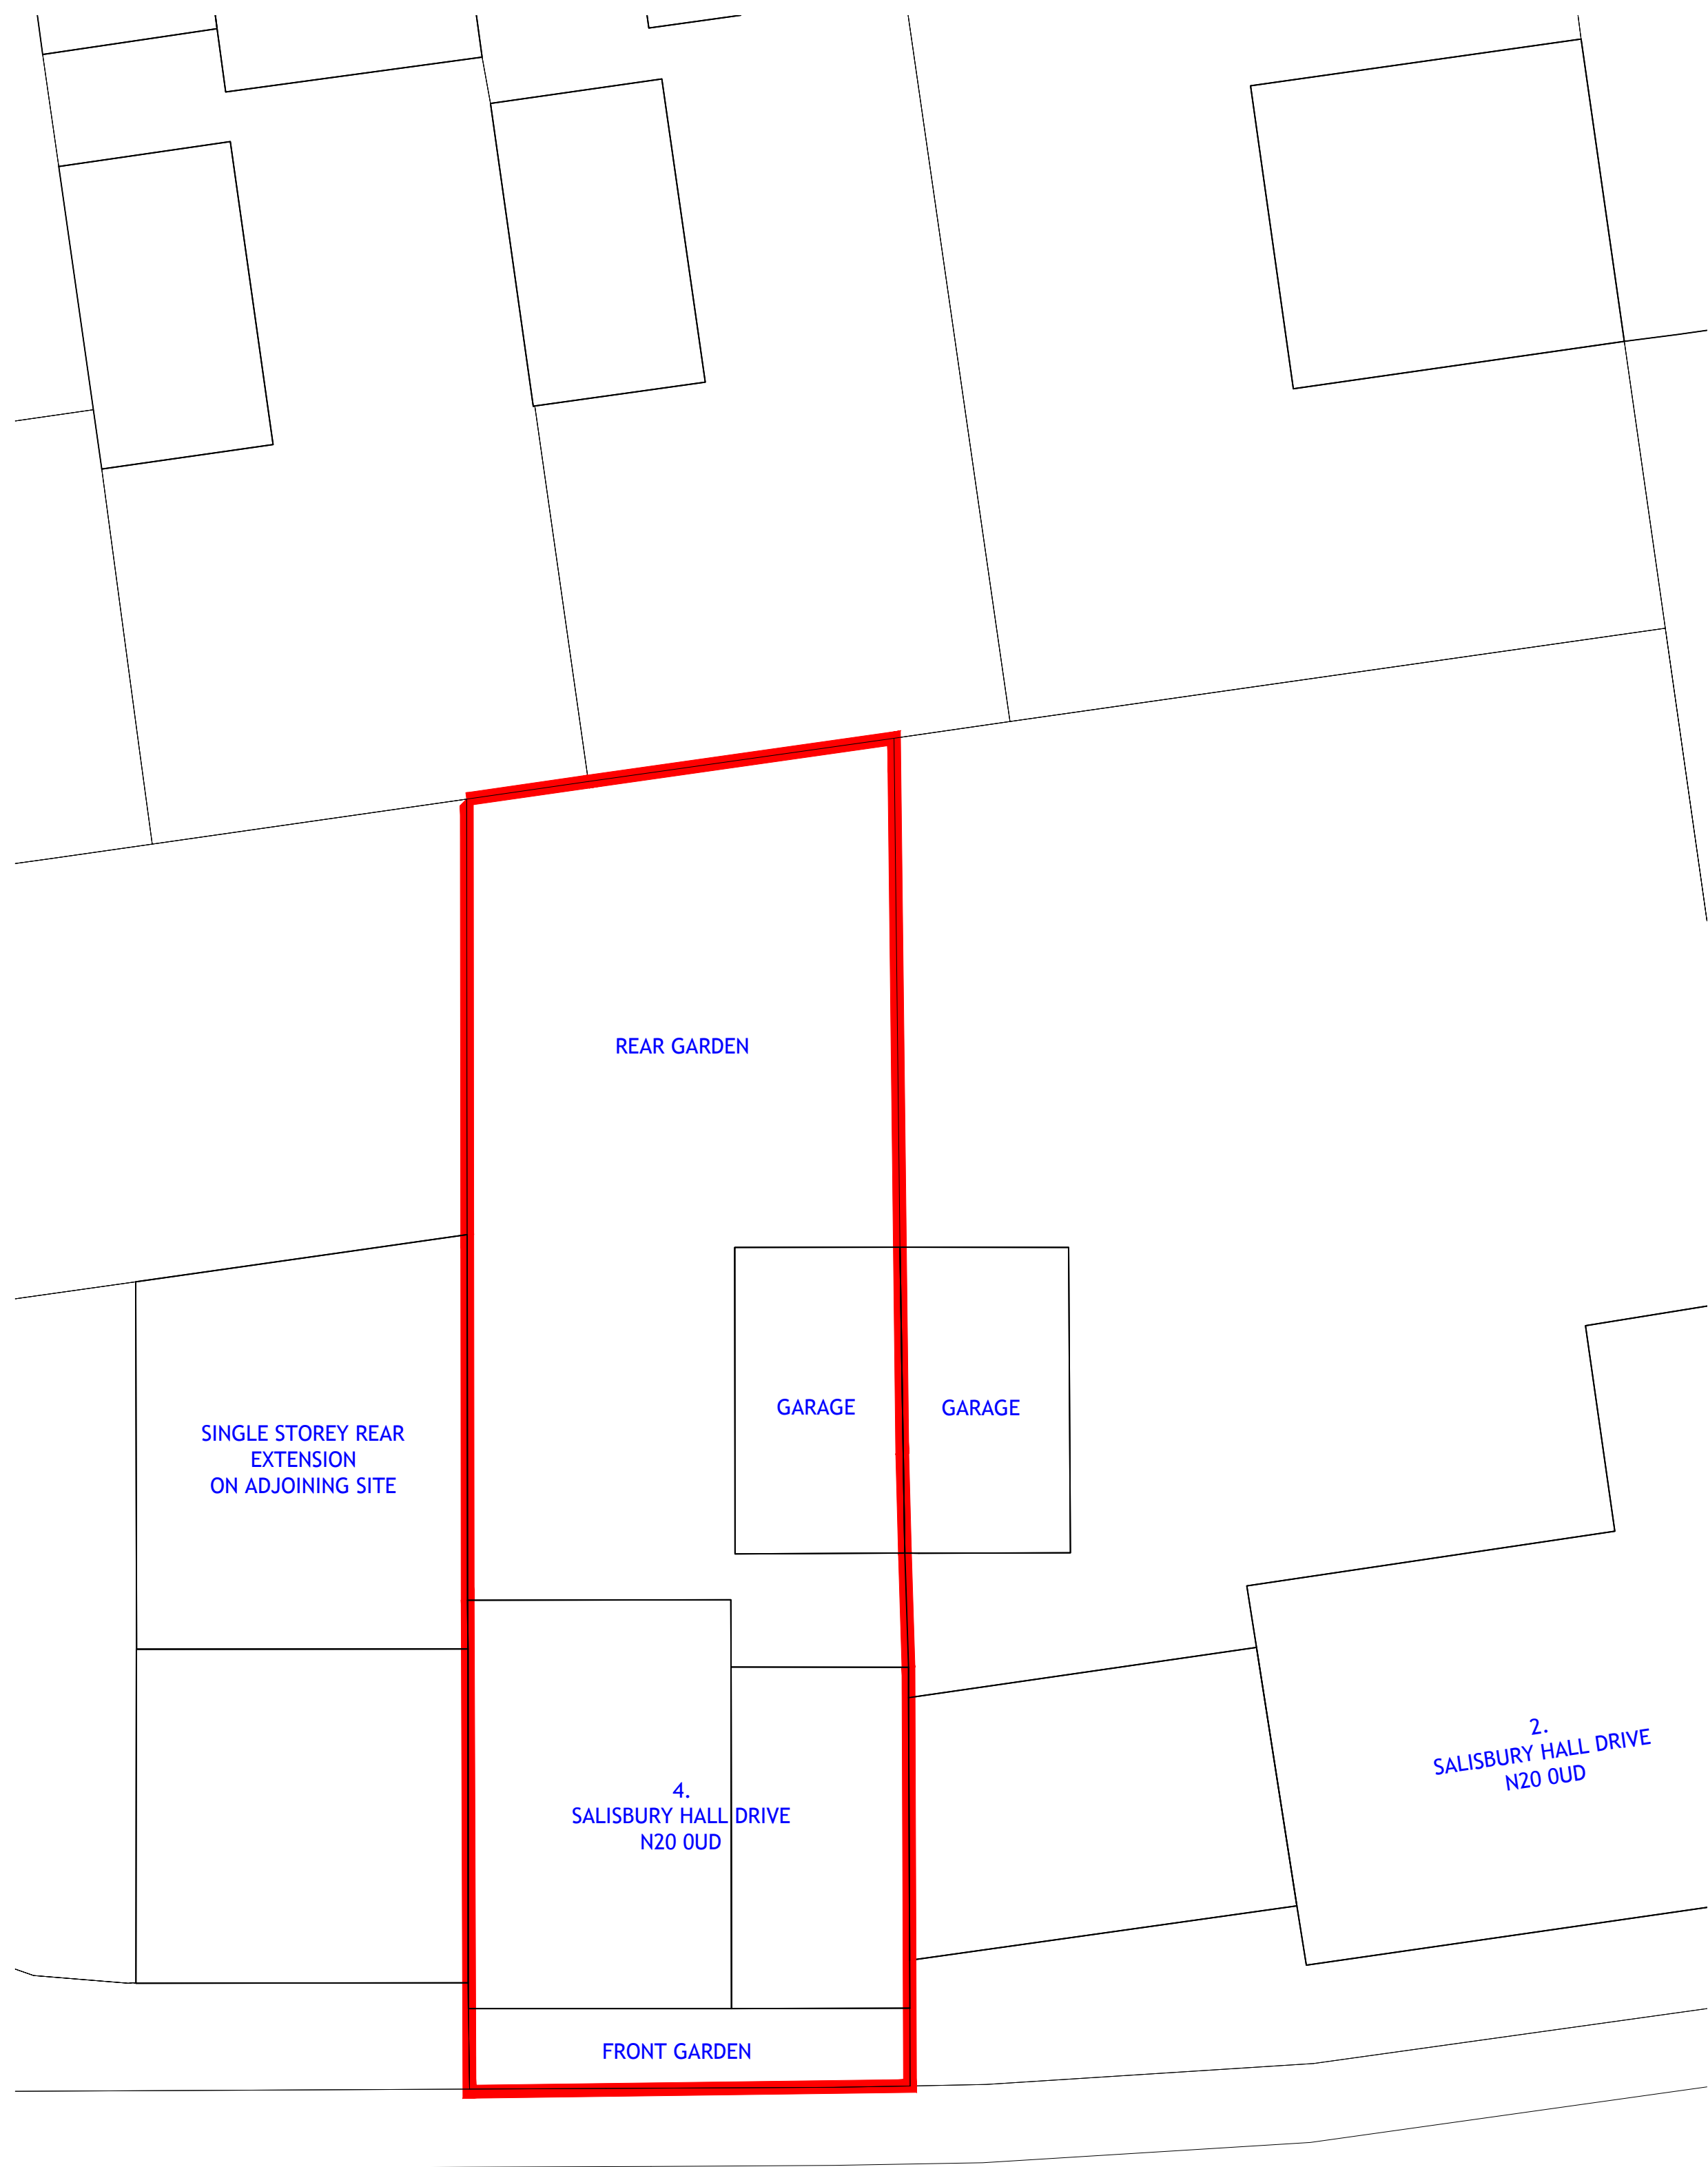 REAR GARDEN
GARAGE
GARAGE
SINGLE STOREY REAR
EXTENSION
ON ADJOINING SITE
2.
SALISBURY HALL DRIVE
N20 0UD
4.
SALISBURY HALL DRIVE
N20 0UD
FRONT GARDEN